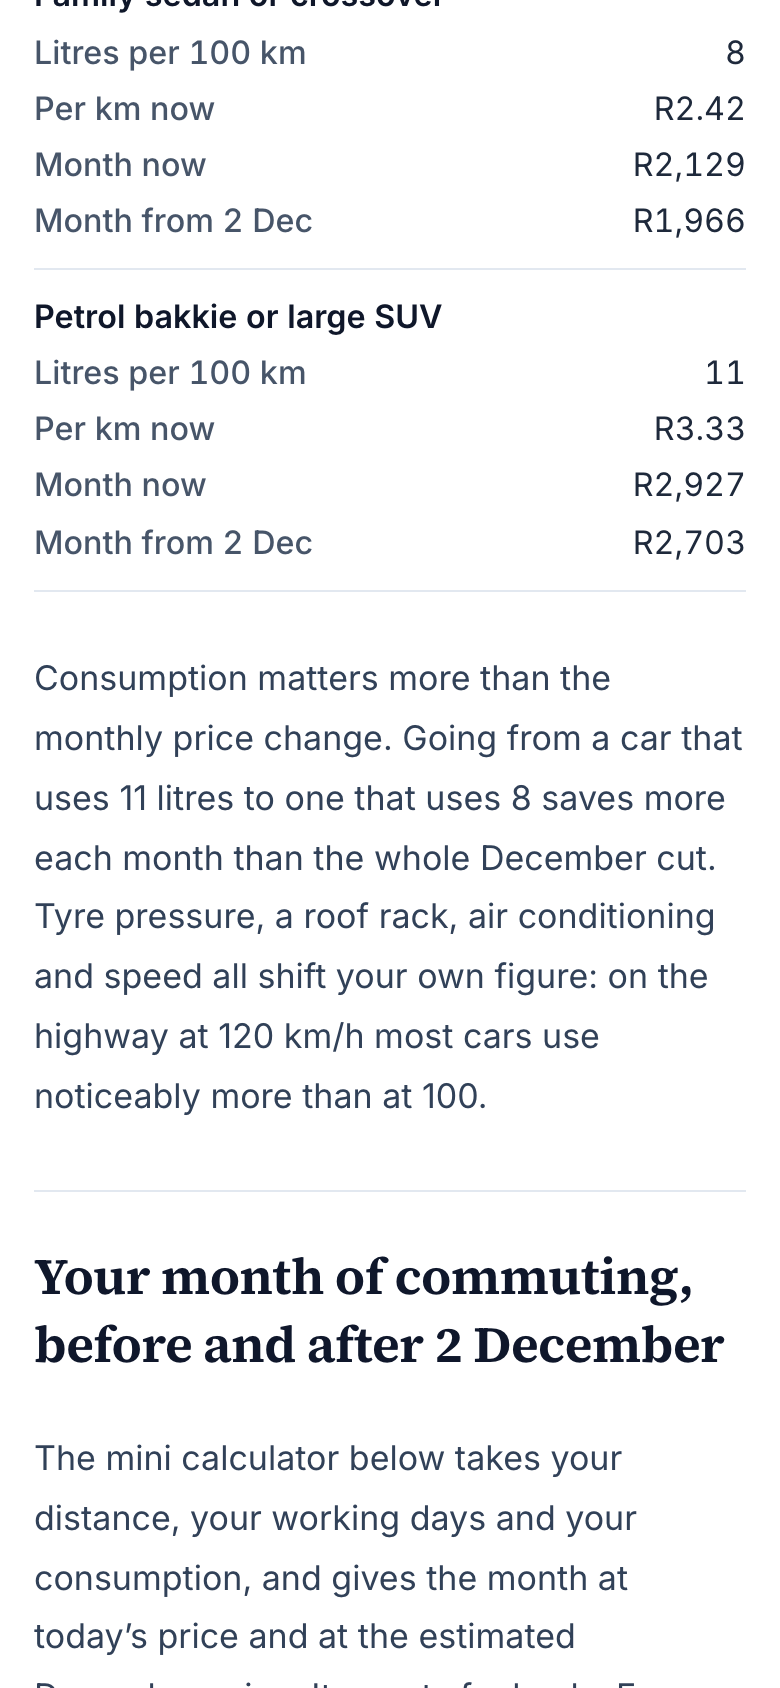 Family sedan or crossover
Litres per 100 km 8
Per km now R2.42
Month now R2,129
Month from 2 Dec R1,966
Petrol bakkie or large SUV
Litres per 100 km 11
Per km now R3.33
Month now R2,927
Month from 2 Dec R2,703
Consumption matters more than the
monthly price change. Going from a car that
uses 11 litres to one that uses 8 saves more
each month than the whole December cut.
Tyre pressure, a roof rack, air conditioning
and speed all shift your own figure: on the
highway at 120 km/h most cars use
noticeably more than at 100.
Your month of commuting,
before and after 2 December
The mini calculator below takes your
distance, your working days and your
consumption, and gives the month at
today’s price and at the estimated